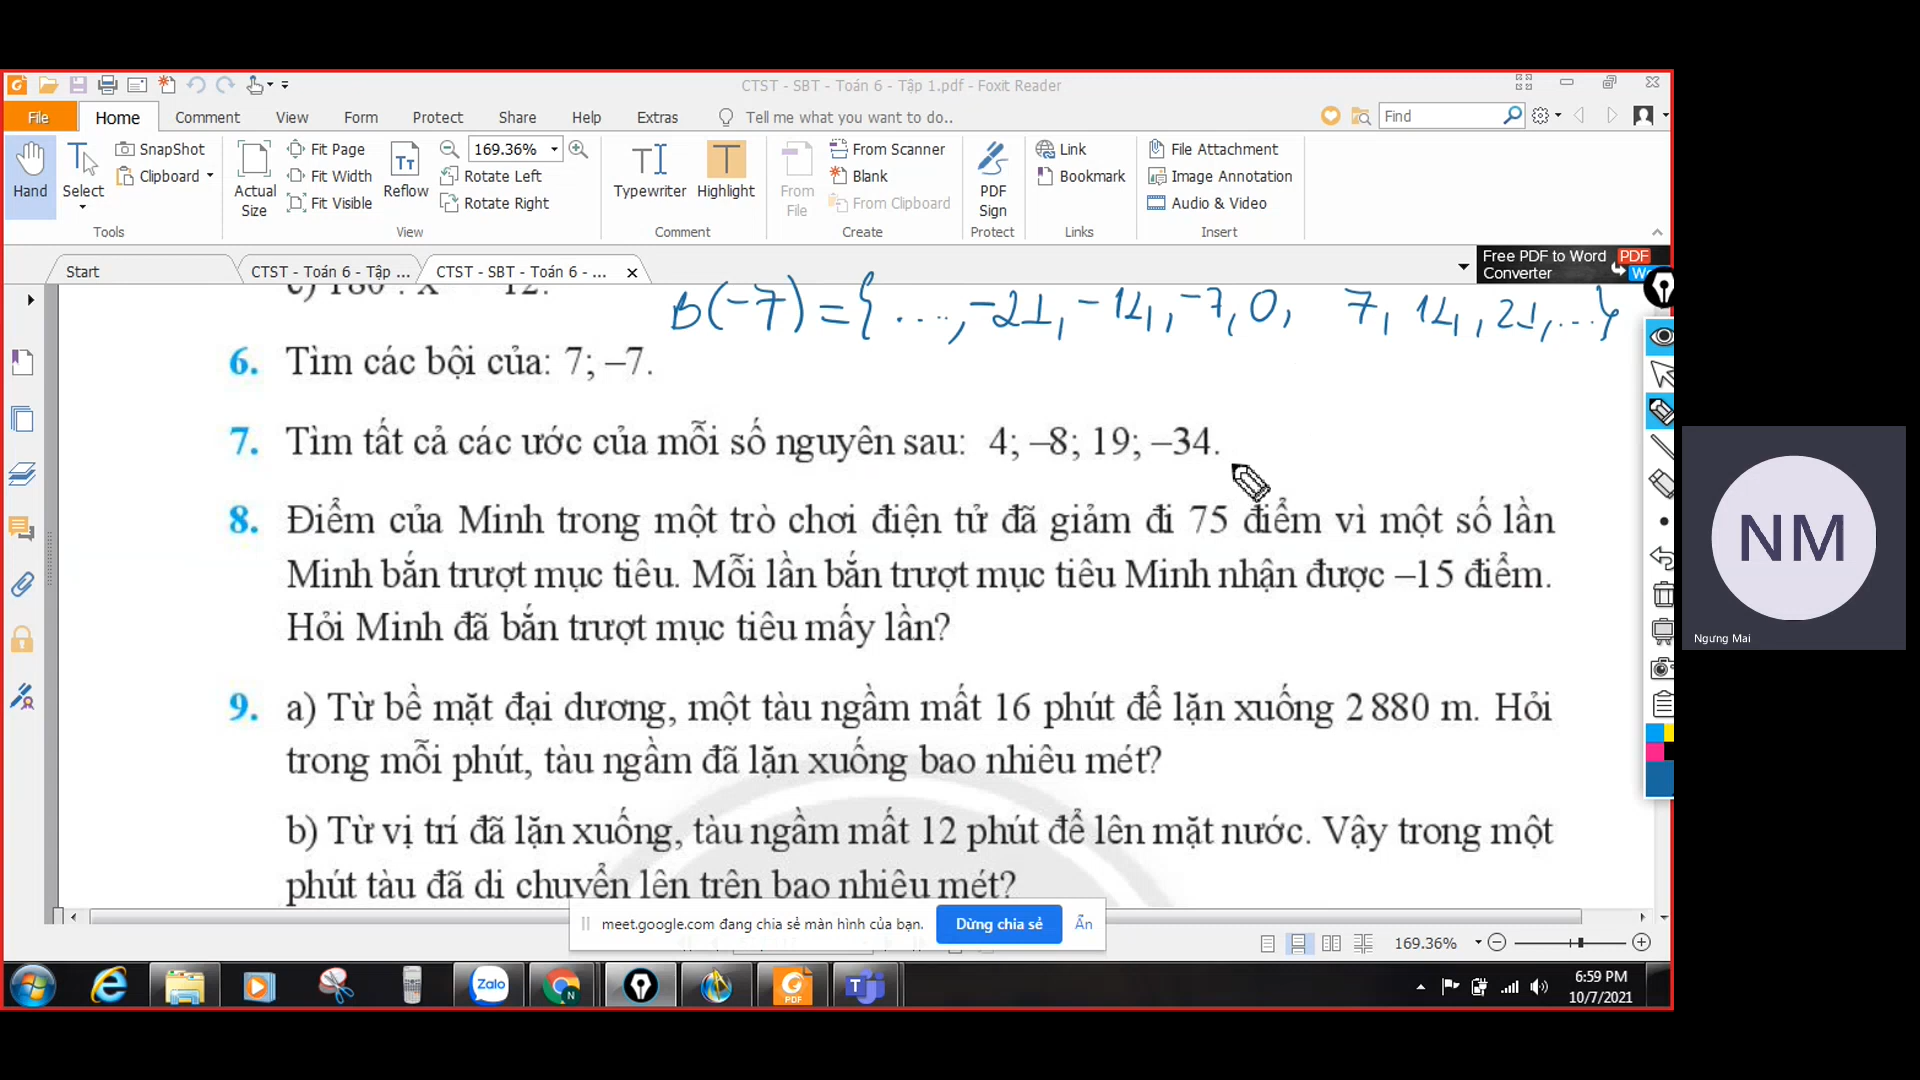 CTST - SBT - Toán 6 - Tập 1.pdf - Foxit Reader
File Home Comment View Form Protect Share Help Extras Tell me what you want to do.. Find
Hand
Select
SnapShot
Clipboard
Tools
Actual Size
Fit Page
Fit Width
Fit Visible
Reflow
169.36%
Rotate Left
Rotate Right
View
Typewriter
Highlight
Comment
From File
From Scanner
Blank
From Clipboard
Create
PDF Sign
Protect
Link
Bookmark
Links
File Attachment
Image Annotation
Audio & Video
Insert
Start
CTST - Toán 6 - Tập ...
CTST - SBT - Toán 6 - ...
Free PDF to Word
Converter
PDF
B(-7) = { ..., -21, -14, -7, 0, 7, 14, 21, ...}
6. Tìm các bội của: 7; –7.
7. Tìm tất cả các ước của mỗi số nguyên sau: 4; –8; 19; –34.
8. Điểm của Minh trong một trò chơi điện tử đã giảm đi 75 điểm vì một số lần
Minh bắn trượt mục tiêu. Mỗi lần bắn trượt mục tiêu Minh nhận được –15 điểm.
Hỏi Minh đã bắn trượt mục tiêu mấy lần?
9. a) Từ bề mặt đại dương, một tàu ngầm mất 16 phút để lặn xuống 2 880 m. Hỏi
trong mỗi phút, tàu ngầm đã lặn xuống bao nhiêu mét?
b) Từ vị trí đã lặn xuống, tàu ngầm mất 12 phút để lên mặt nước. Vậy trong một
phút tàu đã di chuyển lên trên bao nhiêu mét?
meet.google.com đang chia sẻ màn hình của bạn. Dừng chia sẻ Ẩn
169.36%
Zalo
PDF
6:59 PM
10/7/2021
NM
Ngưng Mai